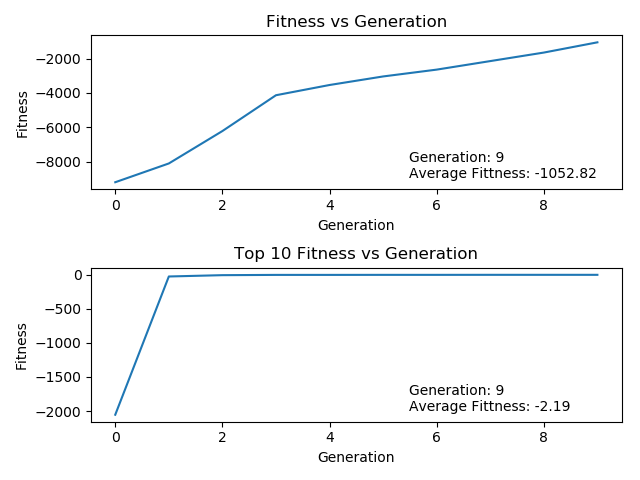 Fitness vs Generation
−2000
−4000
−6000
−8000
Fitness
Generation: 9
Average Fittness: -1052.82
0 2 4 6 8
Generation
Top 10 Fitness vs Generation
0
−500
−1000
−1500
−2000
Fitness
Generation: 9
Average Fittness: -2.19
0 2 4 6 8
Generation